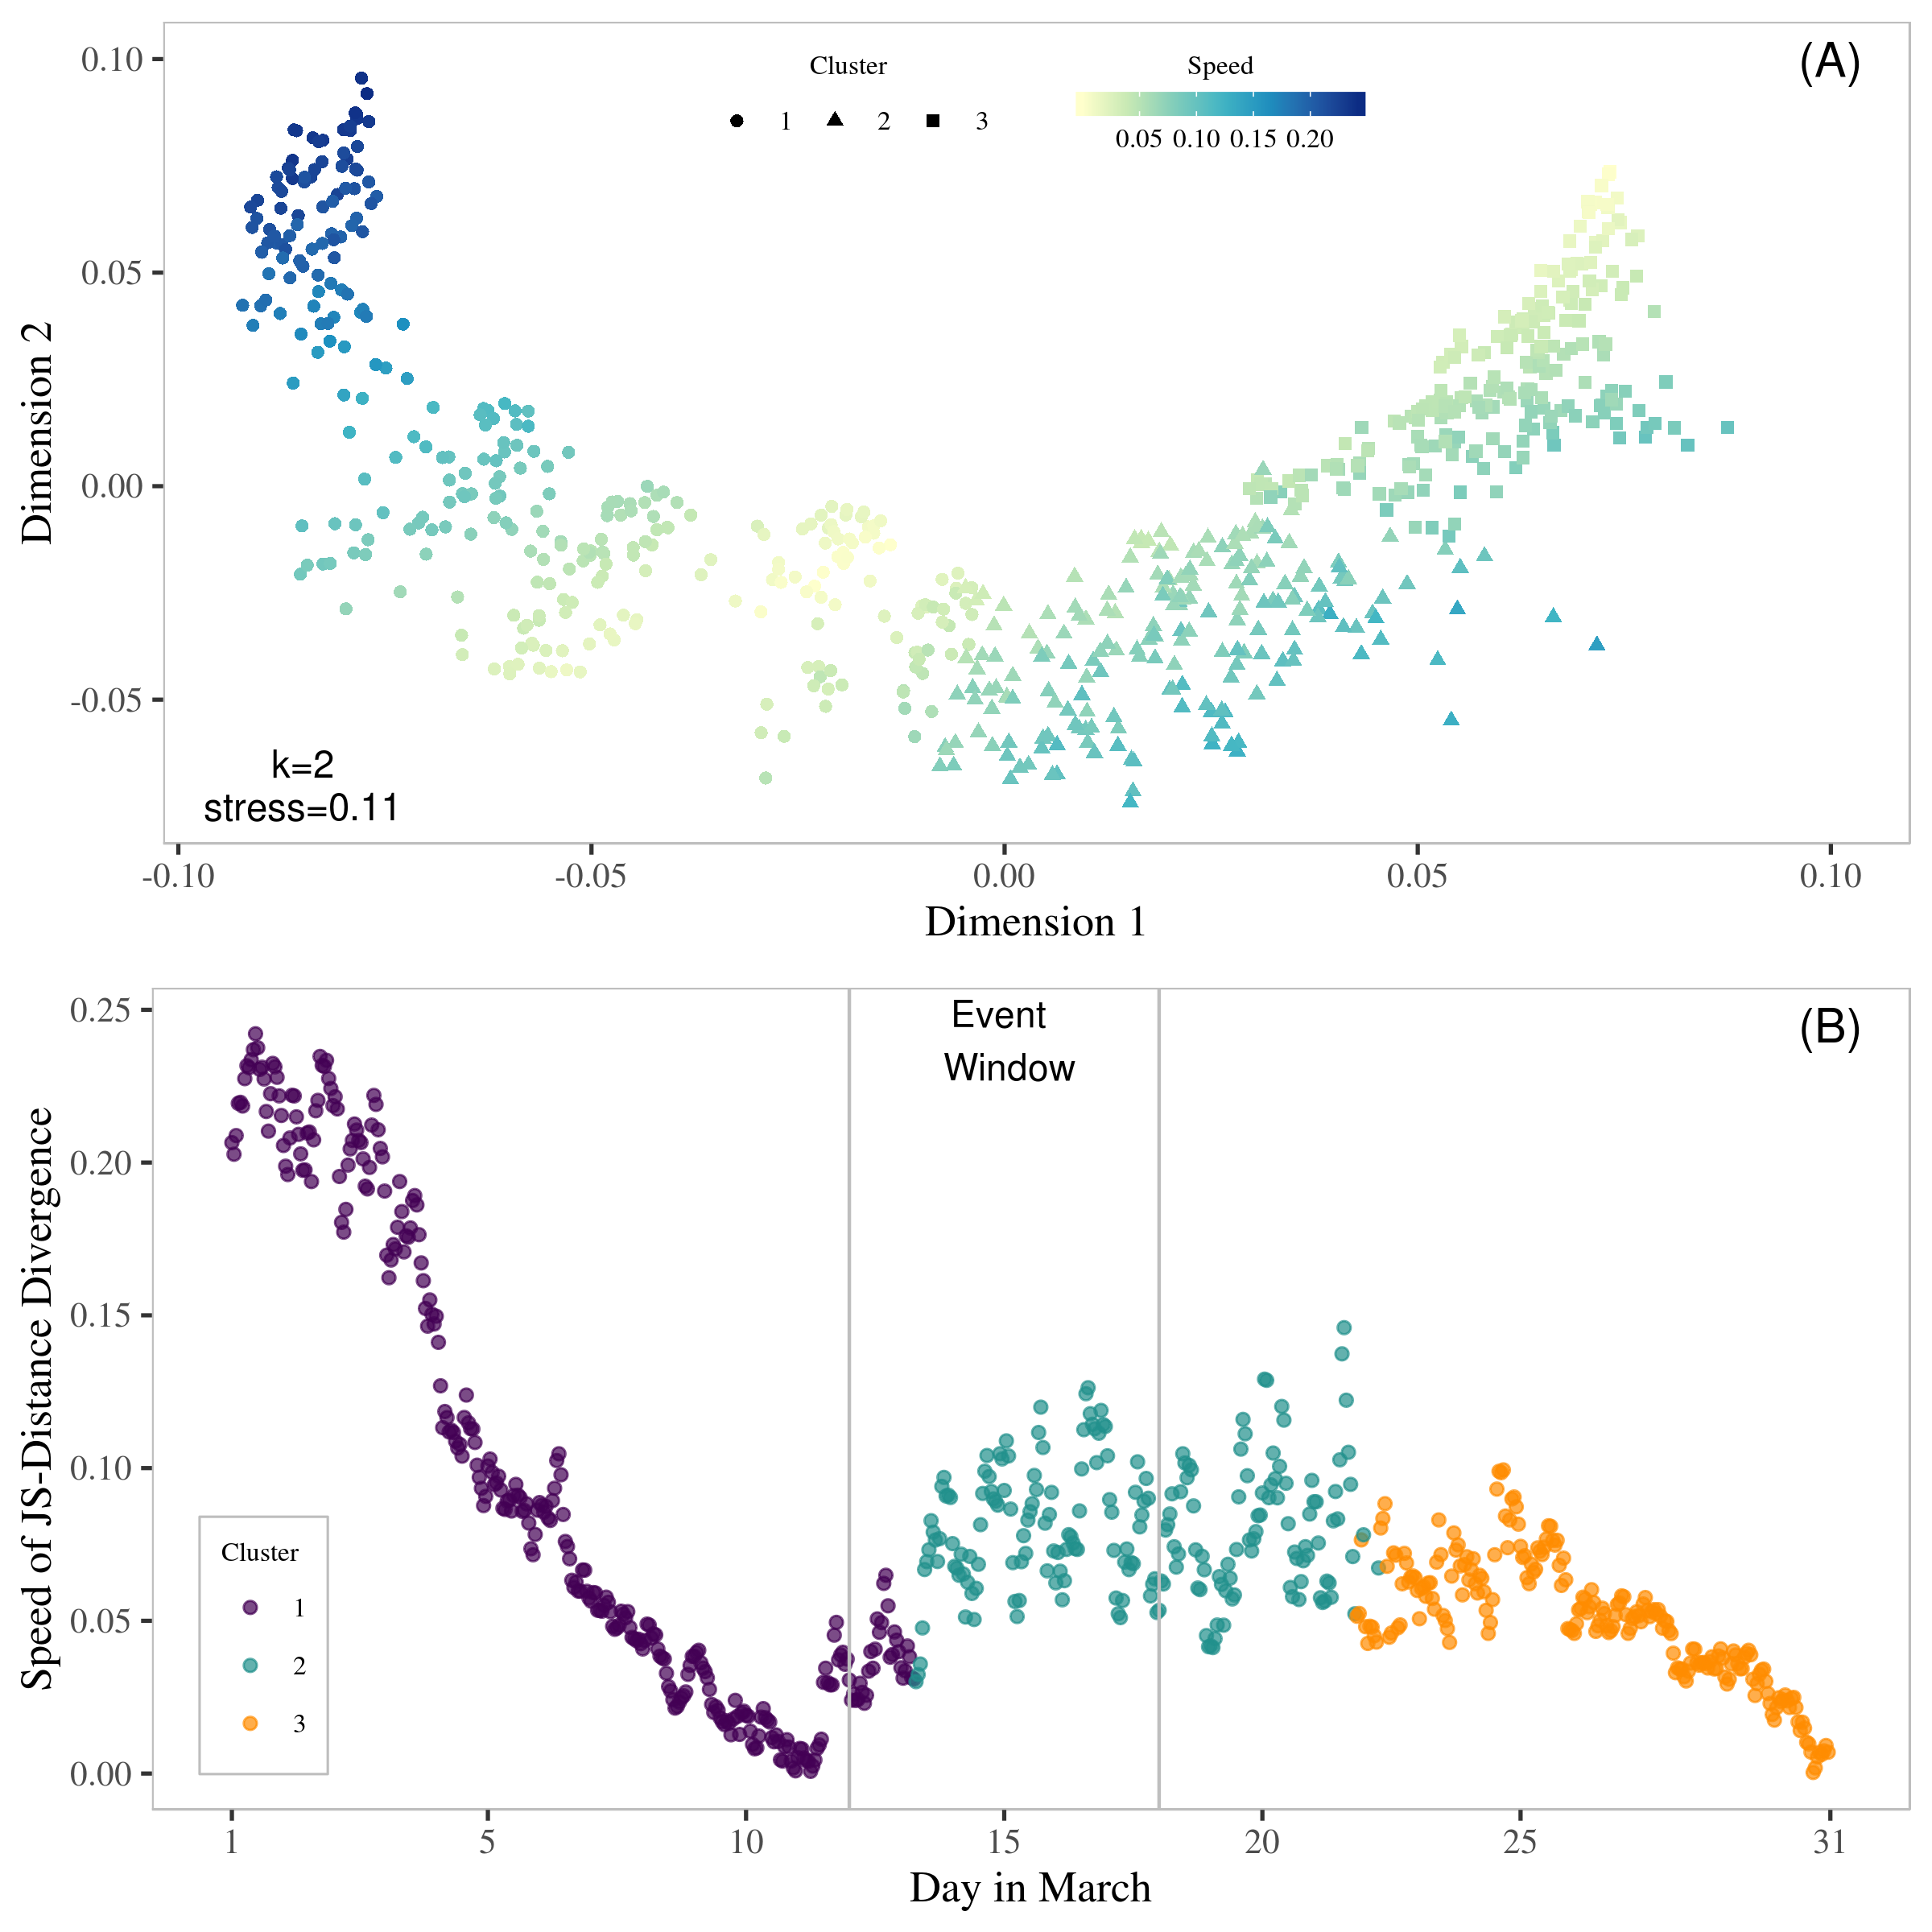 (A)
Cluster
1 2 3
Speed
0.05 0.10 0.15 0.20
0.10
0.05
0.00
-0.05
Dimension 2
k=2
stress=0.11
-0.10 -0.05 0.00 0.05 0.10
Dimension 1
(B)
Event
Window
0.25
0.20
0.15
0.10
0.05
0.00
Speed of JS-Distance Divergence
Cluster
1
2
3
1 5 10 15 20 25 31
Day in March